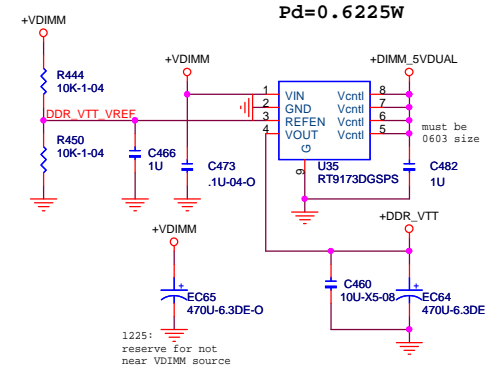 Pd=0.6225W
+VDIMM
+VDIMM
+DIMM_5VDUAL
R444
10K-1-04
DDR_VTT_VREF
R450
10K-1-04
C466
1U
C473
.1U-04-O
1 VIN Vcntl 8
2 GND Vcntl 7
3 REFEN Vcntl 6
4 VOUT Vcntl 5
G
9
U35
RT9173DGSPS
must be
0603 size
C482
1U
+DDR_VTT
+VDIMM
+
EC65
470U-6.3DE-O
C460
10U-X5-08
+
EC64
470U-6.3DE
1225:
reserve for not
near VDIMM source